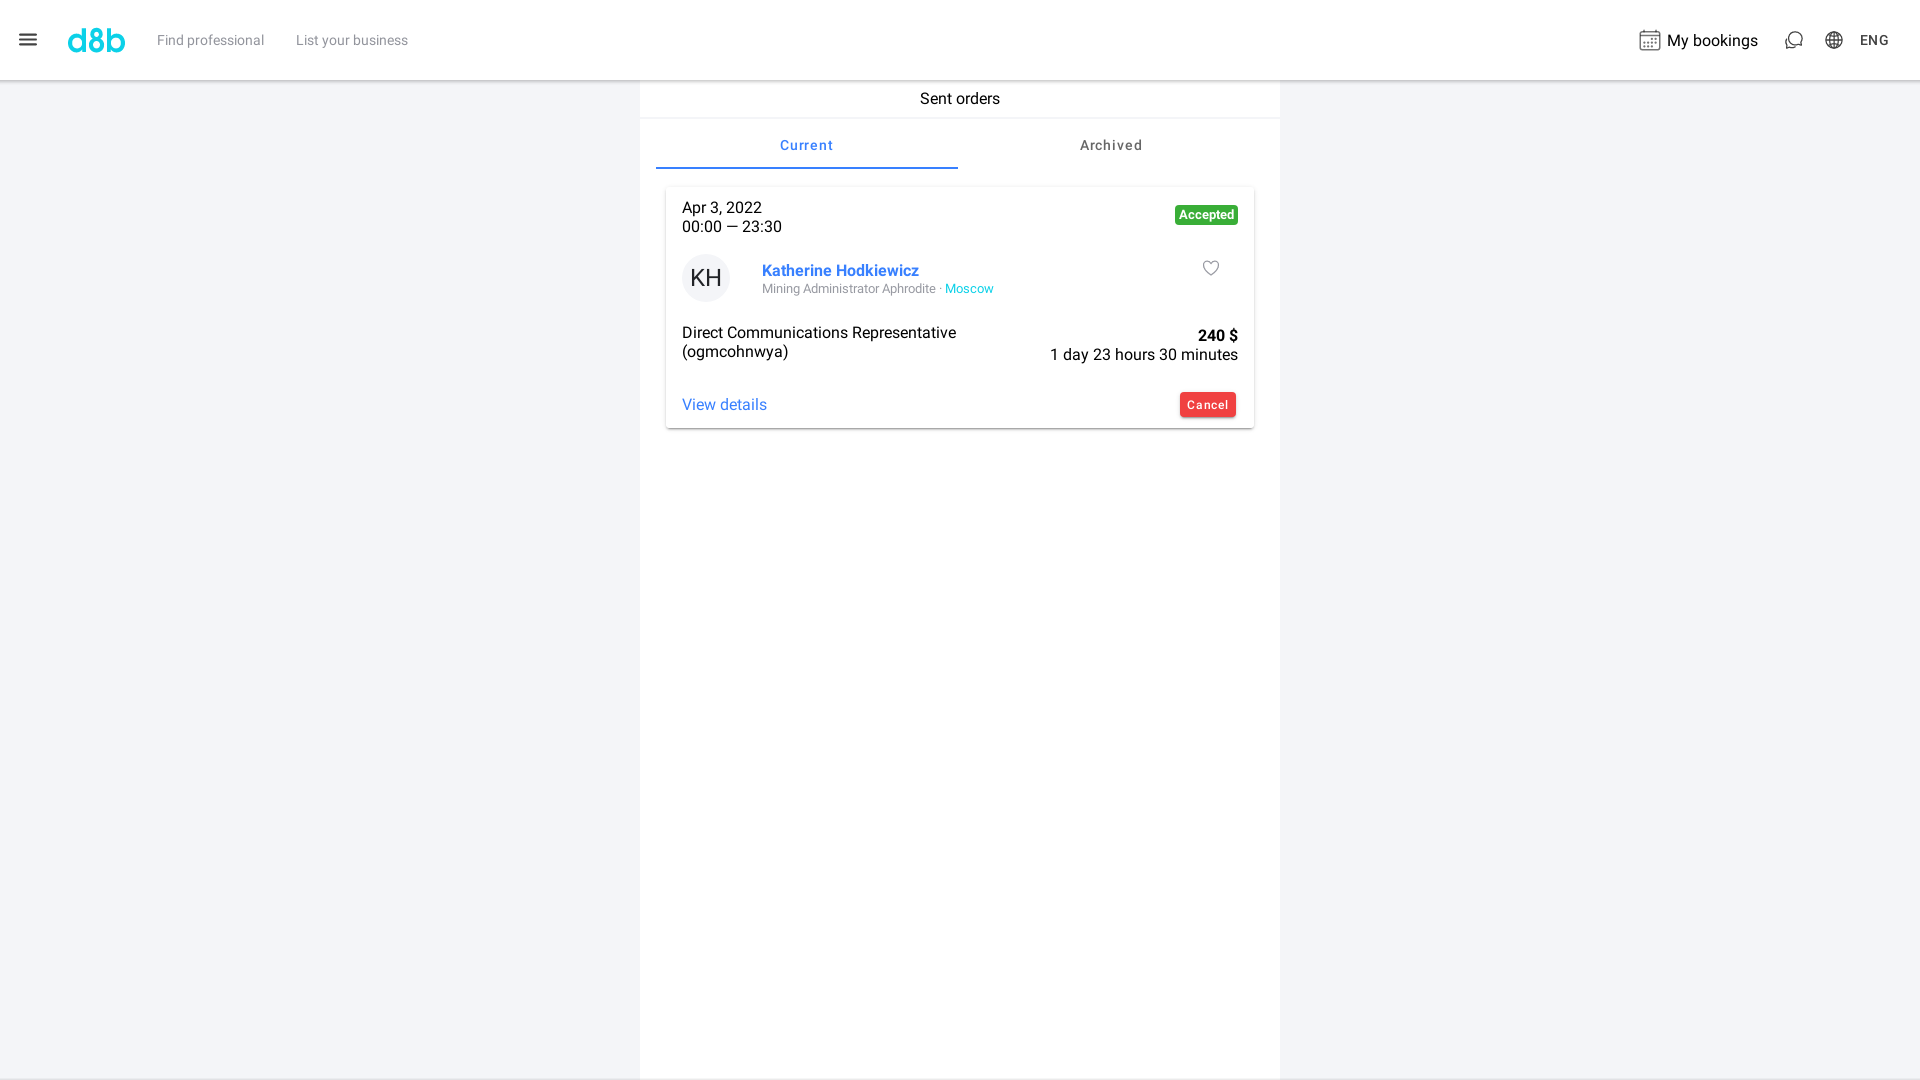 d8b
Find professional
List your business
My bookings
ENG
Sent orders
Current
Archived
Apr 3, 2022
00:00 — 23:30
Accepted
KH
Katherine Hodkiewicz
Mining Administrator Aphrodite · Moscow
Direct Communications Representative
(ogmcohnwya)
240 $
1 day 23 hours 30 minutes
View details
Cancel